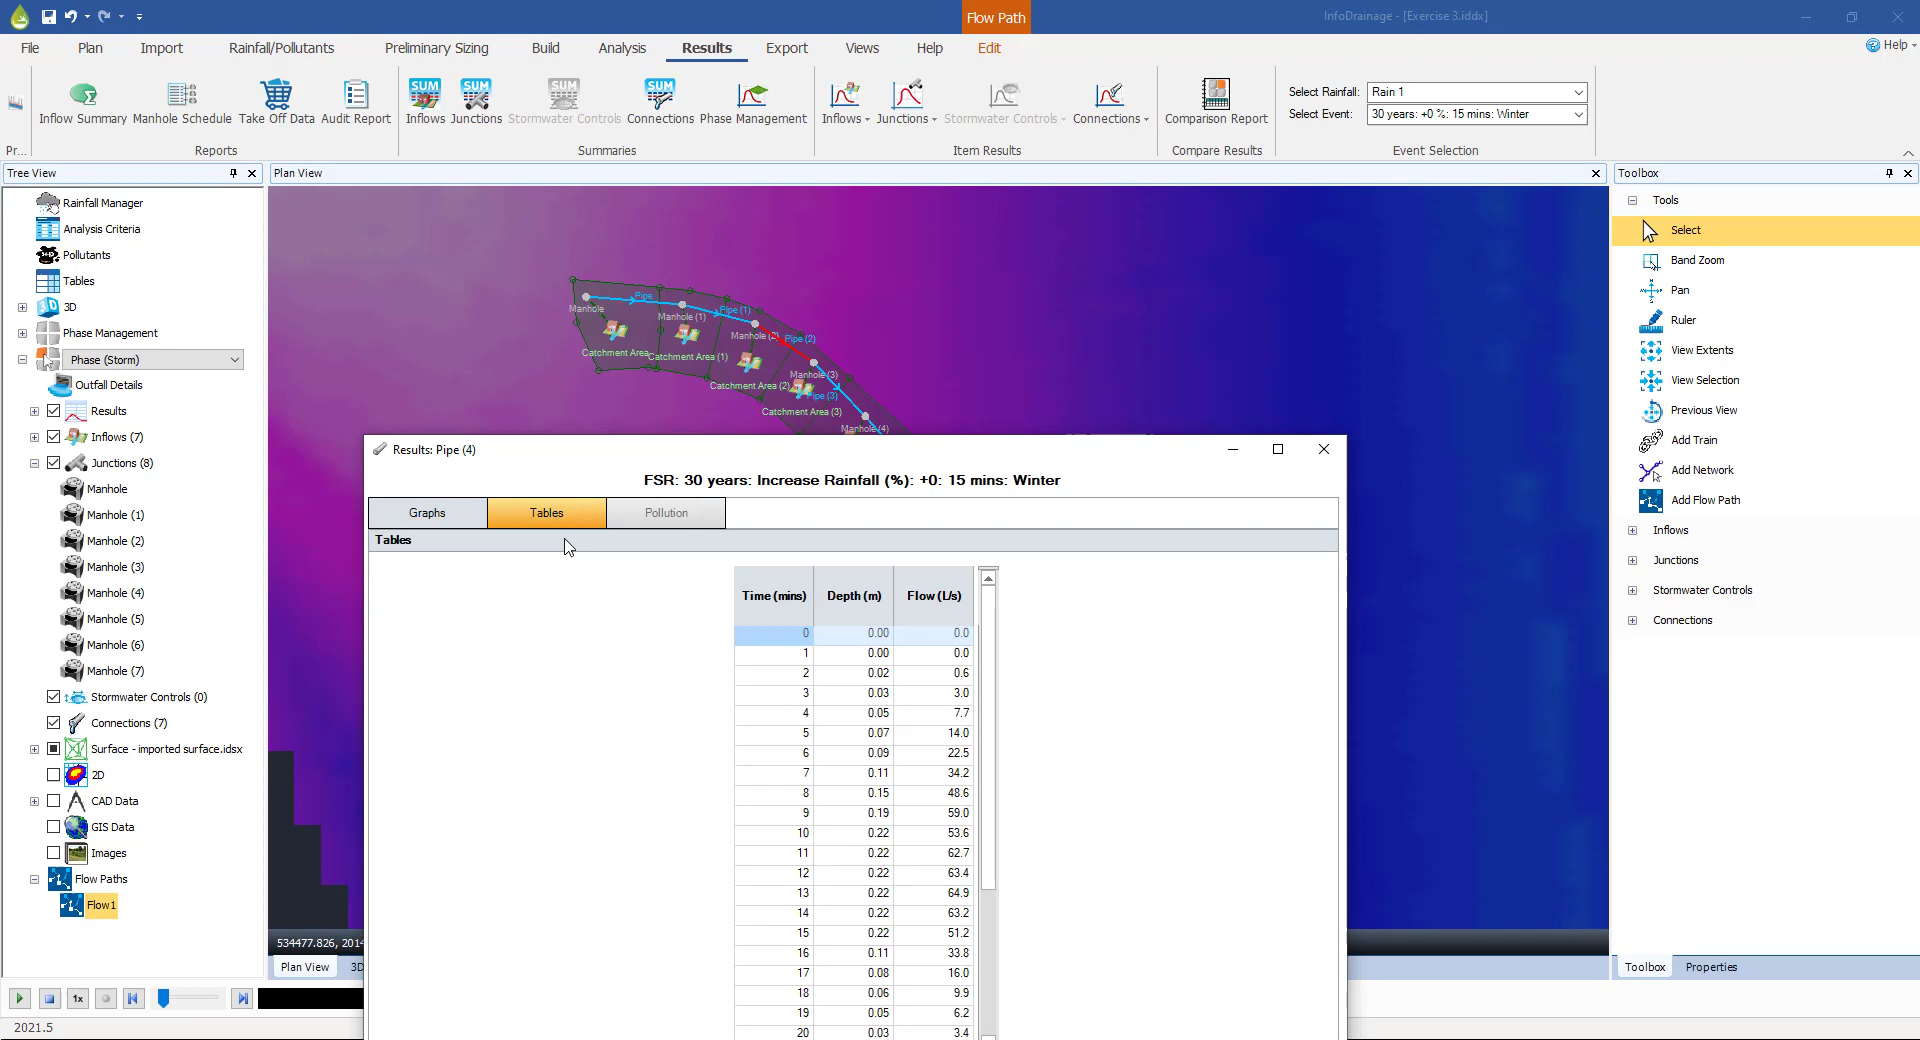 Flow Path
InfoDrainage - [Exercise 3.iddx]
File
Plan
Import
Rainfall/Pollutants
Preliminary Sizing
Build
Analysis
Results
Export
Views
Help
Edit
Help
Inflow Summary
Manhole Schedule
Take Off Data
Audit Report
SUM
Inflows
SUM
Junctions
SUM
Stormwater Controls
SUM
Connections
Phase Management
Inflows
Junctions
Stormwater Controls
Connections
Comparison Report
Select Rainfall:
Rain 1
Select Event:
30 years: +0 %: 15 mins: Winter
Pr...
Reports
Summaries
Item Results
Compare Results
Event Selection
Tree View
Rainfall Manager
Analysis Criteria
Pollutants
Tables
3D
Phase Management
Phase (Storm)
Outfall Details
Results
Inflows (7)
Junctions (8)
Manhole
Manhole (1)
Manhole (2)
Manhole (3)
Manhole (4)
Manhole (5)
Manhole (6)
Manhole (7)
Stormwater Controls (0)
Connections (7)
Surface - imported surface.idsx
2D
CAD Data
GIS Data
Images
Flow Paths
Flow1
Plan View
Pipe
Manhole
Pipe (1)
Manhole (1)
Manhole (2)
Pipe (2)
Catchment Area
Catchment Area (1)
Manhole (3)
Catchment Area (2)
Pipe (3)
Catchment Area (3)
Manhole (4)
Results: Pipe (4)
FSR: 30 years: Increase Rainfall (%): +0: 15 mins: Winter
Graphs
Tables
Pollution
Tables
Time (mins) Depth (m) Flow (L/s)
0 0.00 0.0
1 0.00 0.0
2 0.02 0.6
3 0.03 3.0
4 0.05 7.7
5 0.07 14.0
6 0.09 22.5
7 0.11 34.2
8 0.15 48.6
9 0.19 59.0
10 0.22 53.6
11 0.22 62.7
12 0.22 63.4
13 0.22 64.9
14 0.22 63.2
15 0.22 51.2
16 0.11 33.8
17 0.08 16.0
18 0.06 9.9
19 0.05 6.2
20 0.03 3.4
534477.826, 2014
Plan View
3D
Toolbox
Tools
Select
Band Zoom
Pan
Ruler
View Extents
View Selection
Previous View
Add Train
Add Network
Add Flow Path
Inflows
Junctions
Stormwater Controls
Connections
Toolbox
Properties
1x
2021.5